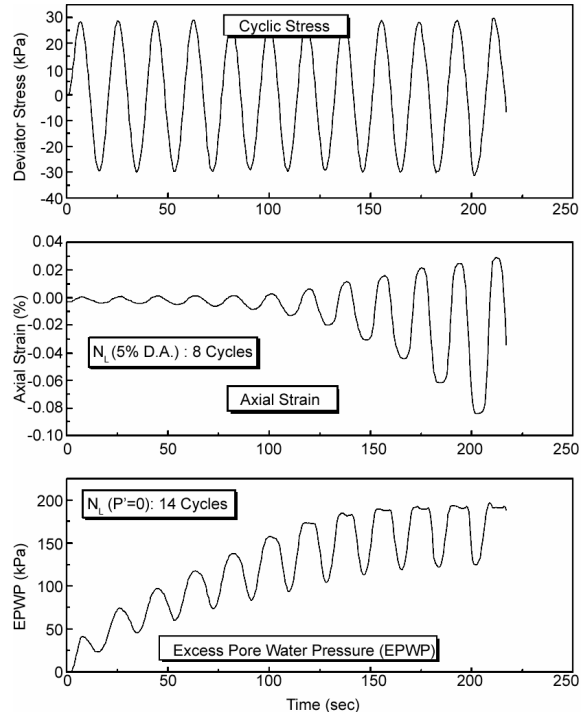 30
20
10
0
-10
-20
-30
-40
Deviator Stress (kPa)
Cyclic Stress
0 50 100 150 200 250
0.04
0.02
0.00
-0.02
-0.04
-0.06
-0.08
-0.10
Axial Strain (%)
N_L (5% D.A.) : 8 Cycles
Axial Strain
0 50 100 150 200 250
200
150
100
50
0
EPWP (kPa)
N_L (P'=0): 14 Cycles
Excess Pore Water Pressure (EPWP)
0 50 100 150 200 250
Time (sec)